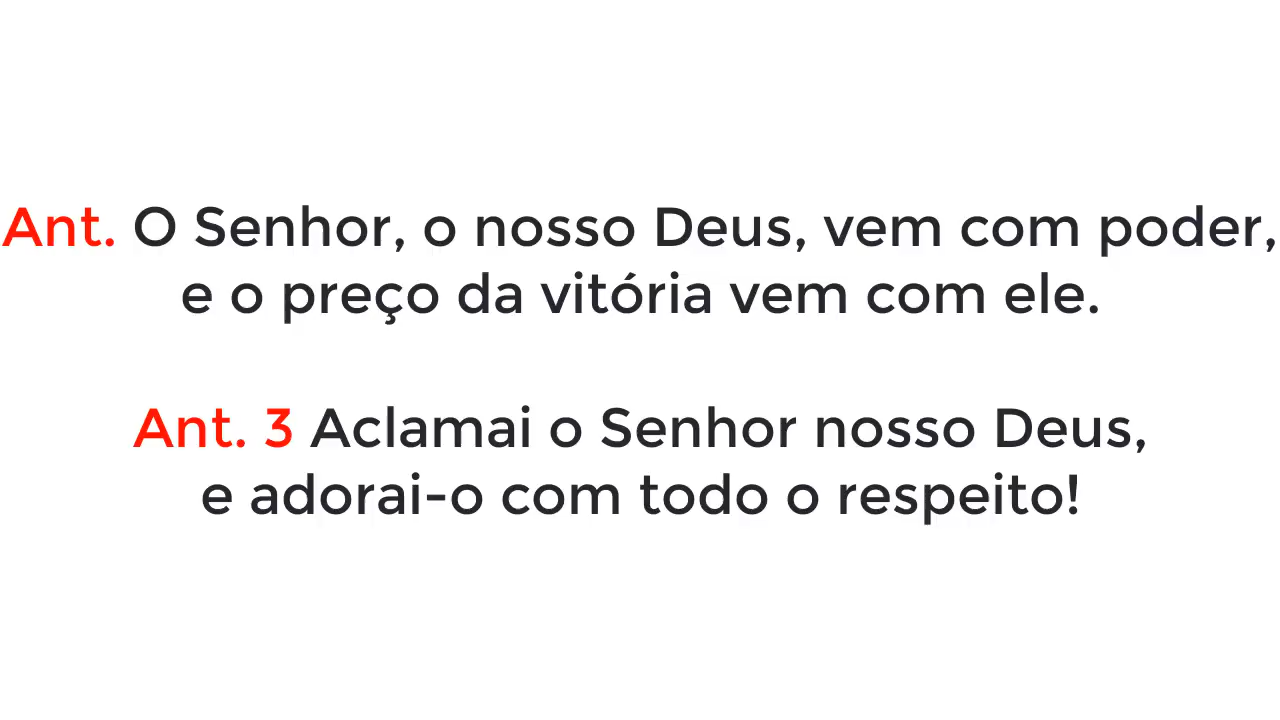 Ant. O Senhor, o nosso Deus, vem com poder,
e o preço da vitória vem com ele.
Ant. 3 Aclamai o Senhor nosso Deus,
e adorai-o com todo o respeito!